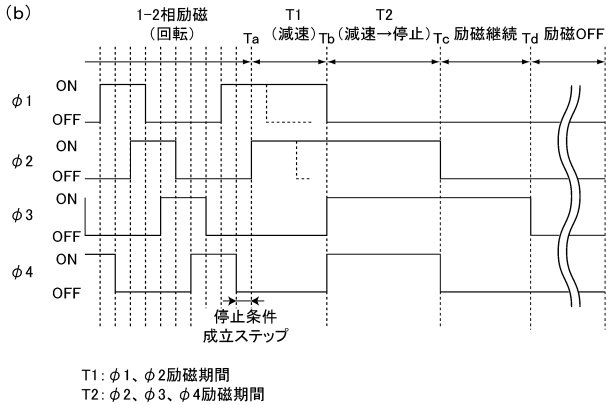 (b)
1-2相励磁
(回転)
T1
(減速)
T2
(減速→停止)
励磁継続
励磁OFF
Ta
Tb
Tc
Td
φ1
ON
OFF
φ2
ON
OFF
φ3
ON
OFF
φ4
ON
OFF
停止条件
成立ステップ
T1:φ1、φ2励磁期間
T2:φ2、φ3、φ4励磁期間